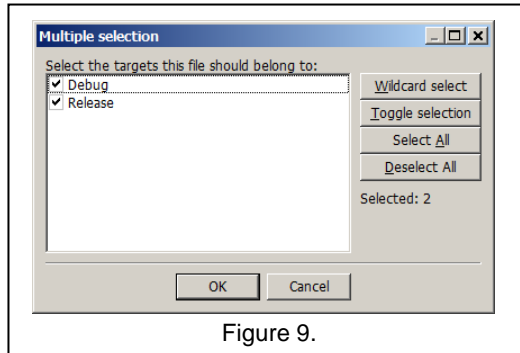 Multiple selection
Select the targets this file should belong to:
Debug
Release
Wildcard select
Toggle selection
Select All
Deselect All
Selected: 2
OK
Cancel
Figure 9.